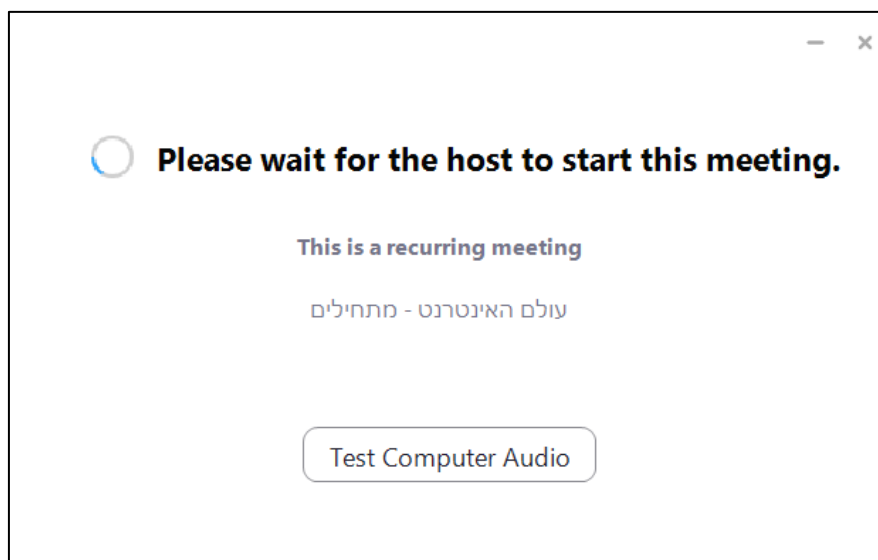 Please wait for the host to start this meeting.
This is a recurring meeting
עולם האינטרנט - מתחילים
Test Computer Audio